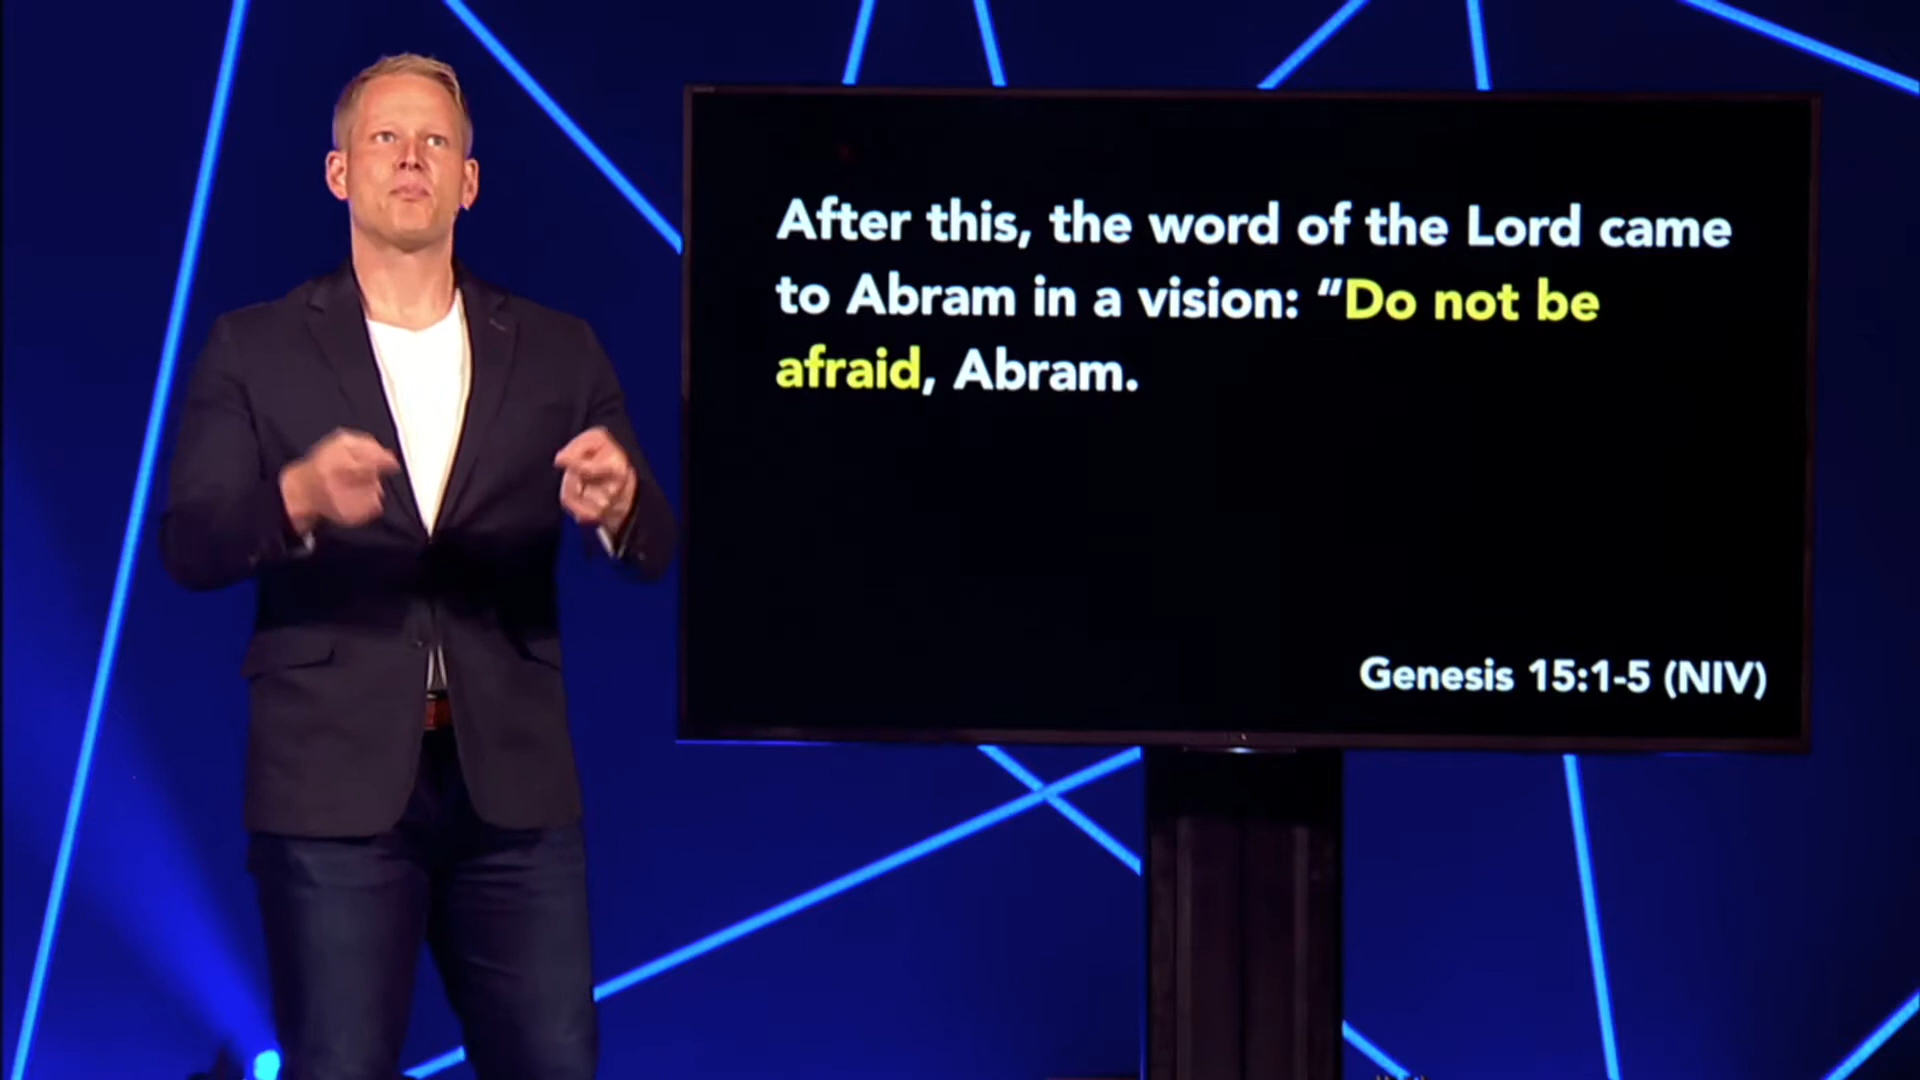 After this, the word of the Lord came
to Abram in a vision: "Do not be
afraid, Abram.
Genesis 15:1-5 (NIV)